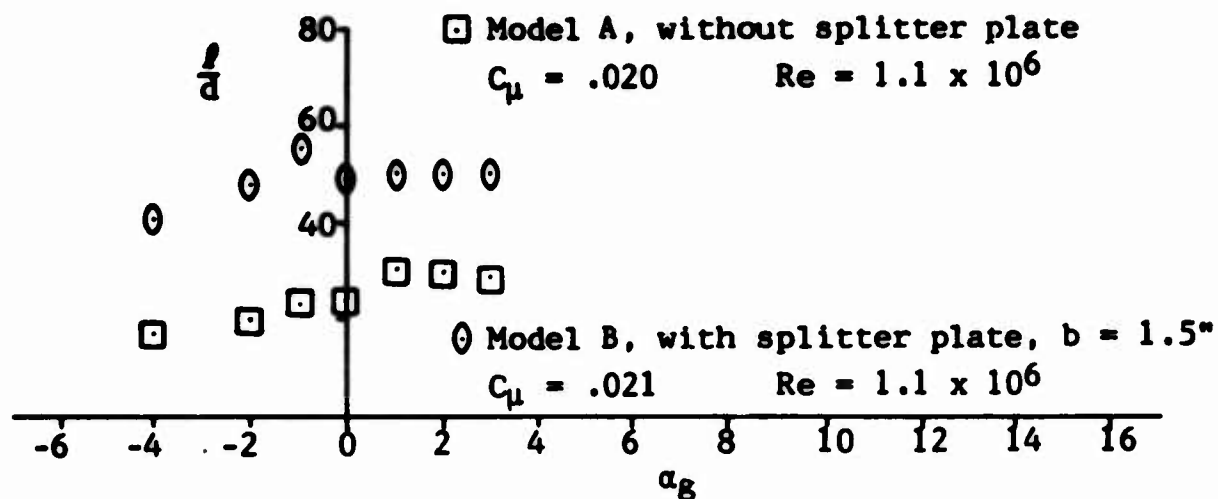 80
Model A, without splitter plate
ℓ/d
Cμ = .020 Re = 1.1 x 10⁶
60
40
Model B, with splitter plate, b = 1.5"
Cμ = .021 Re = 1.1 x 10⁶
-6 -4 -2 0 2 4 6 8 10 12 14 16
αg